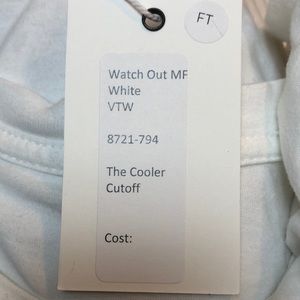 FT
Watch Out MF
White
VTW
8721-794
The Cooler
Cutoff
Cost: